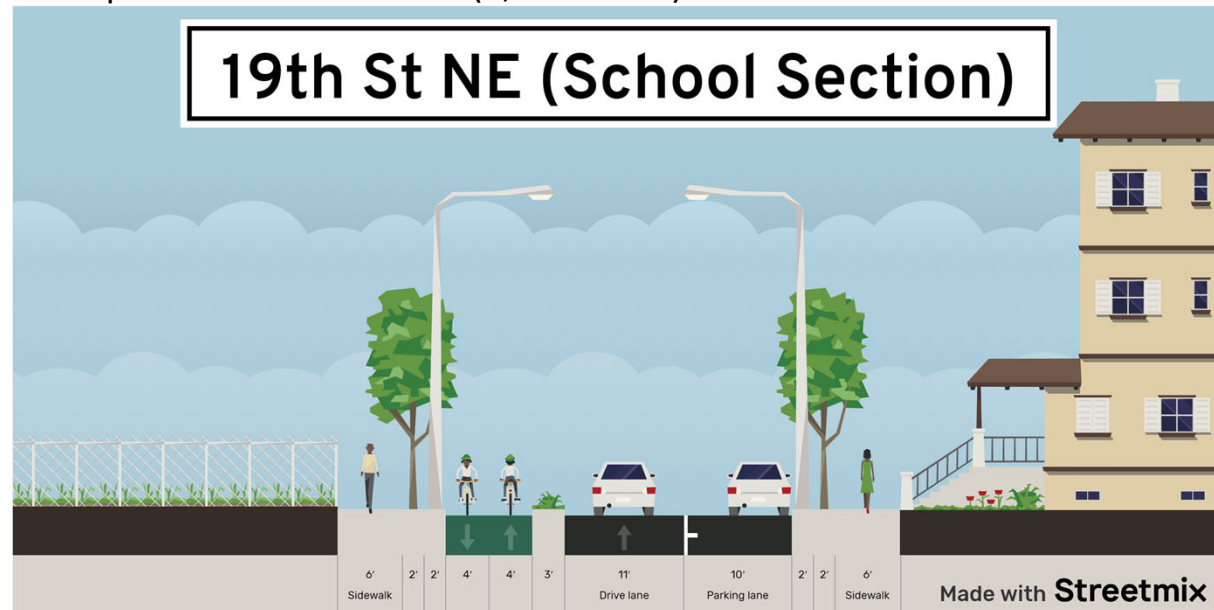 19th St NE (School Section)
6' 2' 2' 4' 4' 3' 11' 10' 2' 2' 6'
Sidewalk Drive lane Parking lane Sidewalk
Made with Streetmix